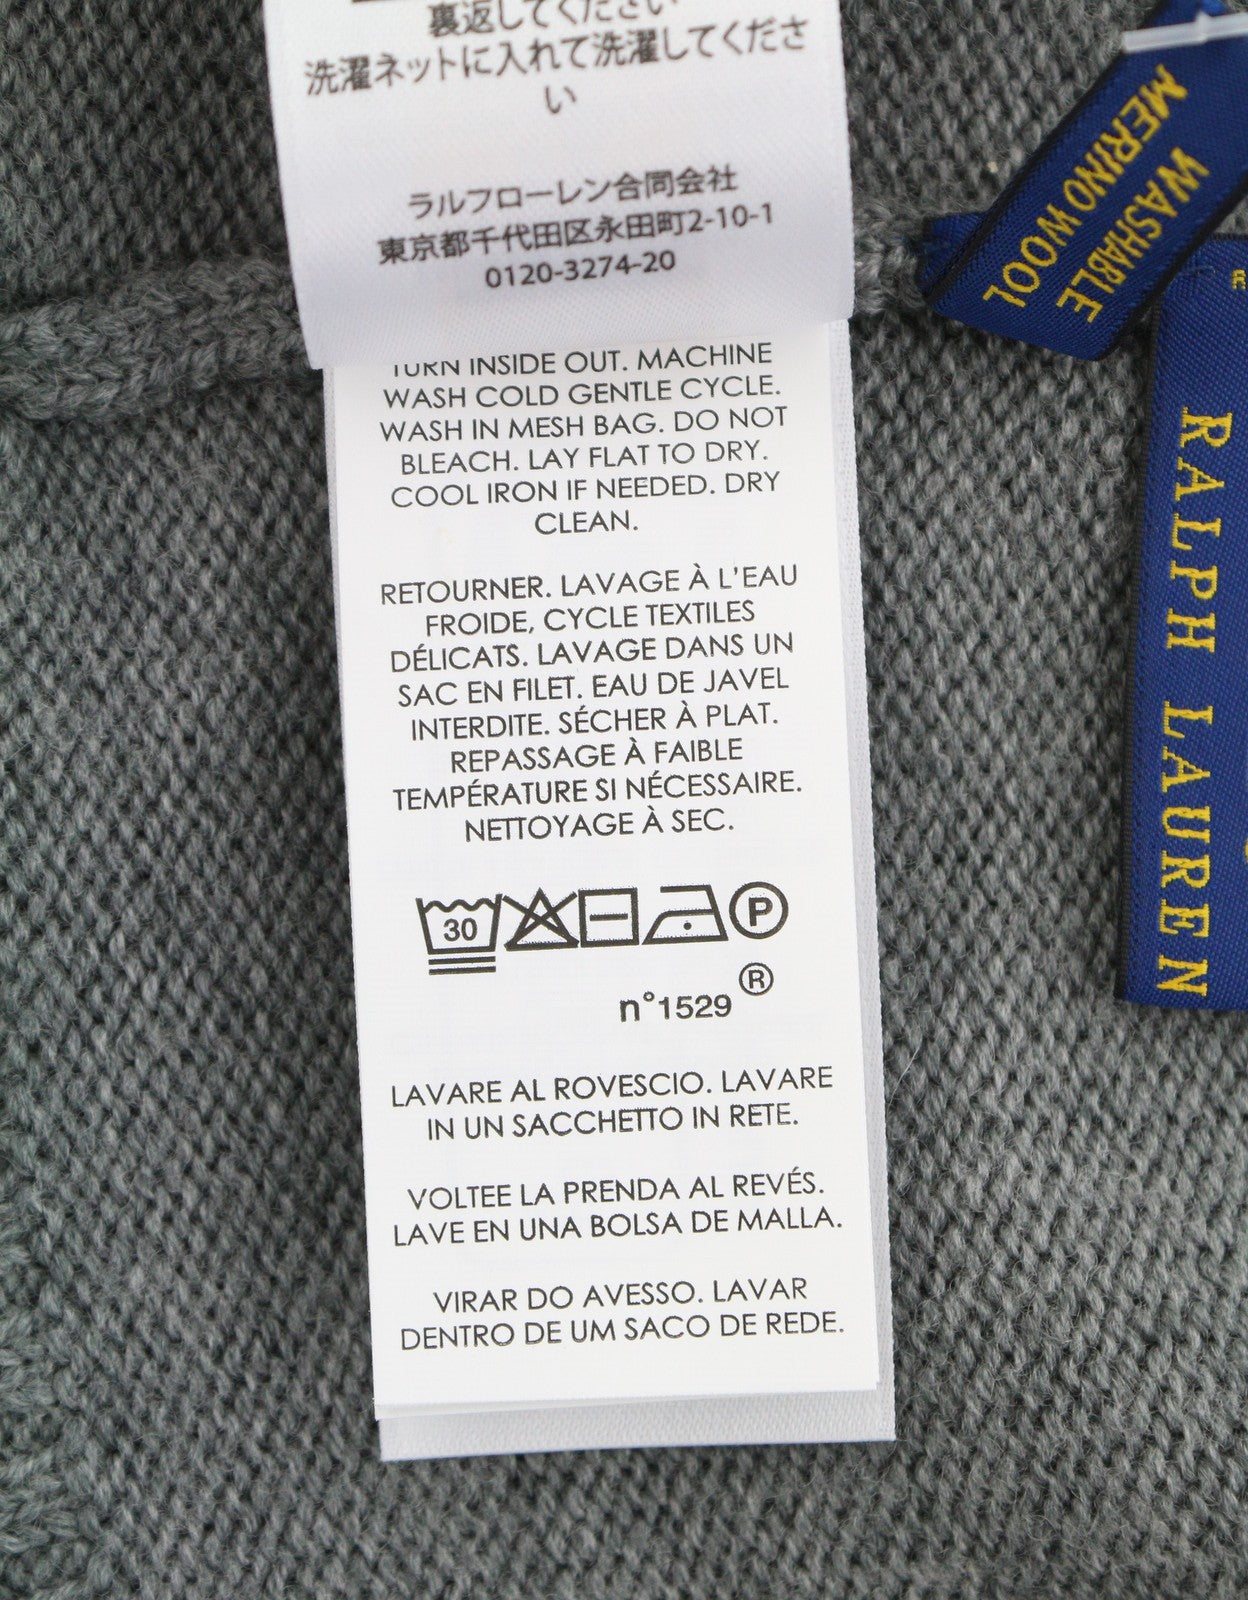 裏返してください
洗濯ネットに入れて洗濯してくださ
い
ラルフローレン合同会社
東京都千代田区永田町2-10-1
0120-3274-20
TURN INSIDE OUT. MACHINE
WASH COLD GENTLE CYCLE.
WASH IN MESH BAG. DO NOT
BLEACH. LAY FLAT TO DRY.
COOL IRON IF NEEDED. DRY
CLEAN.
RETOURNER. LAVAGE À L'EAU
FROIDE, CYCLE TEXTILES
DÉLICATS. LAVAGE DANS UN
SAC EN FILET. EAU DE JAVEL
INTERDITE. SÉCHER À PLAT.
REPASSAGE À FAIBLE
TEMPÉRATURE SI NÉCESSAIRE.
NETTOYAGE À SEC.
30 P
n°1529 ®
LAVARE AL ROVESCIO. LAVARE
IN UN SACCHETTO IN RETE.
VOLTEE LA PRENDA AL REVÉS.
LAVE EN UNA BOLSA DE MALLA.
VIRAR DO AVESSO. LAVAR
DENTRO DE UM SACO DE REDE.
WASHABLE
MERINO WOOL
RALPH LAUREN